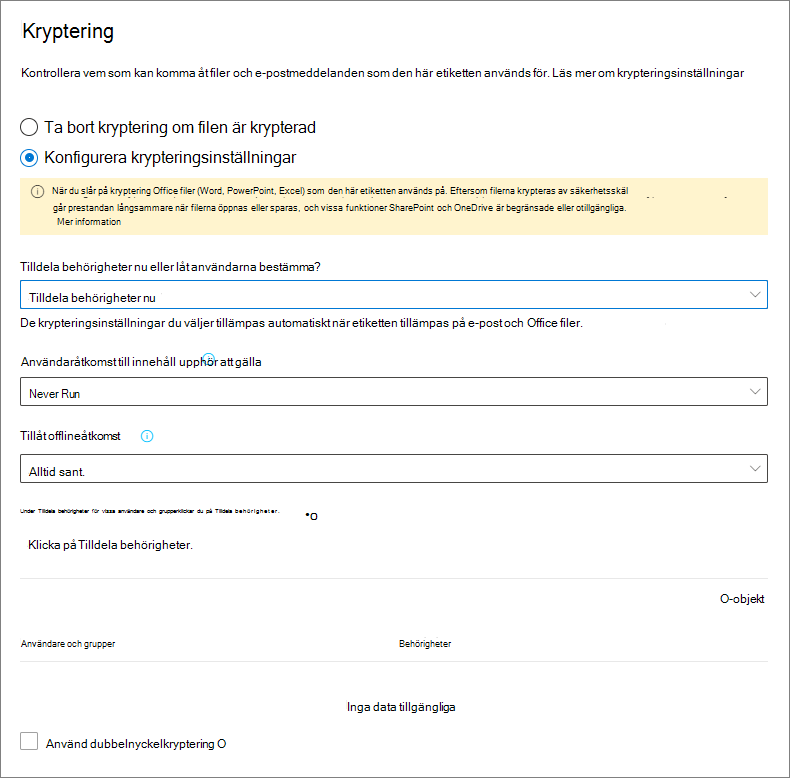 Kryptering
Kontrollera vem som kan komma åt filer och e-postmeddelanden som den här etiketten används för. Läs mer om krypteringsinställningar
Ta bort kryptering om filen är krypterad
Konfigurera krypteringsinställningar
När du slår på kryptering Office filer (Word, PowerPoint, Excel) som den här etiketten används på. Eftersom filerna krypteras av säkerhetsskäl
går prestandan långsammare när filerna öppnas eller sparas, och vissa funktioner SharePoint och OneDrive är begränsade eller otillgängliga.
Mer information
Tilldela behörigheter nu eller låt användarna bestämma?
Tilldela behörigheter nu
De krypteringsinställningar du väljer tillämpas automatiskt när etiketten tillämpas på e-post och Office filer.
Användaråtkomst till innehåll upphör att gälla
Never Run
Tillåt offlineåtkomst
Alltid sant.
Under Tilldela behörigheter för vissa användare och grupperklickar du på Tilldela behörigheter. *O
Klicka på Tilldela behörigheter.
O-objekt
Användare och grupper Behörigheter
Inga data tillgängliga
Använd dubbelnyckelkryptering O